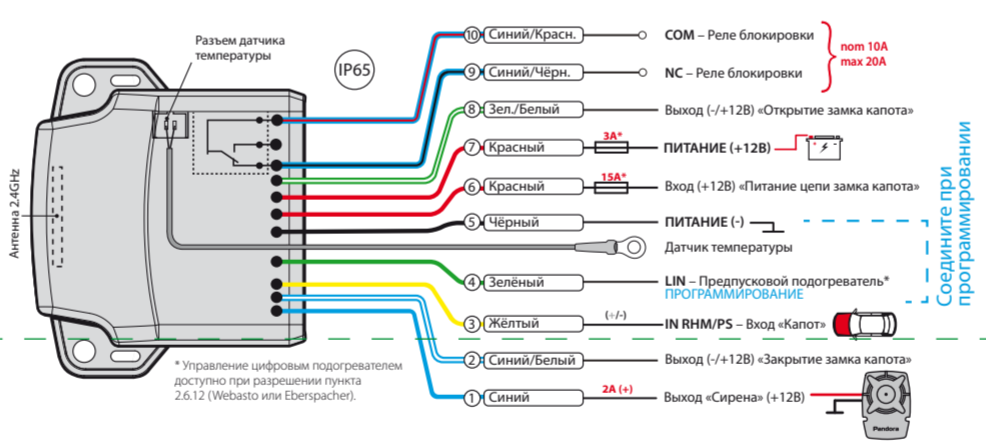 Разъем датчика
температуры
IP65
Антенна 2.4GHz
10 Синий/Красн. COM – Реле блокировки
nom 10A
max 20A
9 Синий/Чёрн. NC – Реле блокировки
8 Зел./Белый Выход (-/+12В) «Открытие замка капота»
7 Красный 3A* ПИТАНИЕ (+12В)
6 Красный 15A* Вход (+12В) «Питание цепи замка капота»
5 Чёрный ПИТАНИЕ (-)
Датчик температуры
4 Зелёный LIN – Предпусковой подогреватель*
ПРОГРАММИРОВАНИЕ
Соедините при
программировании
3 Жёлтый (+/-) IN RHM/PS – Вход «Капот»
2 Синий/Белый Выход (-/+12В) «Закрытие замка капота»
1 Синий 2A (+) Выход «Сирена» (+12В)
Pandora
* Управление цифровым подогревателем
доступно при разрешении пункта
2.6.12 (Webasto или Eberspacher).